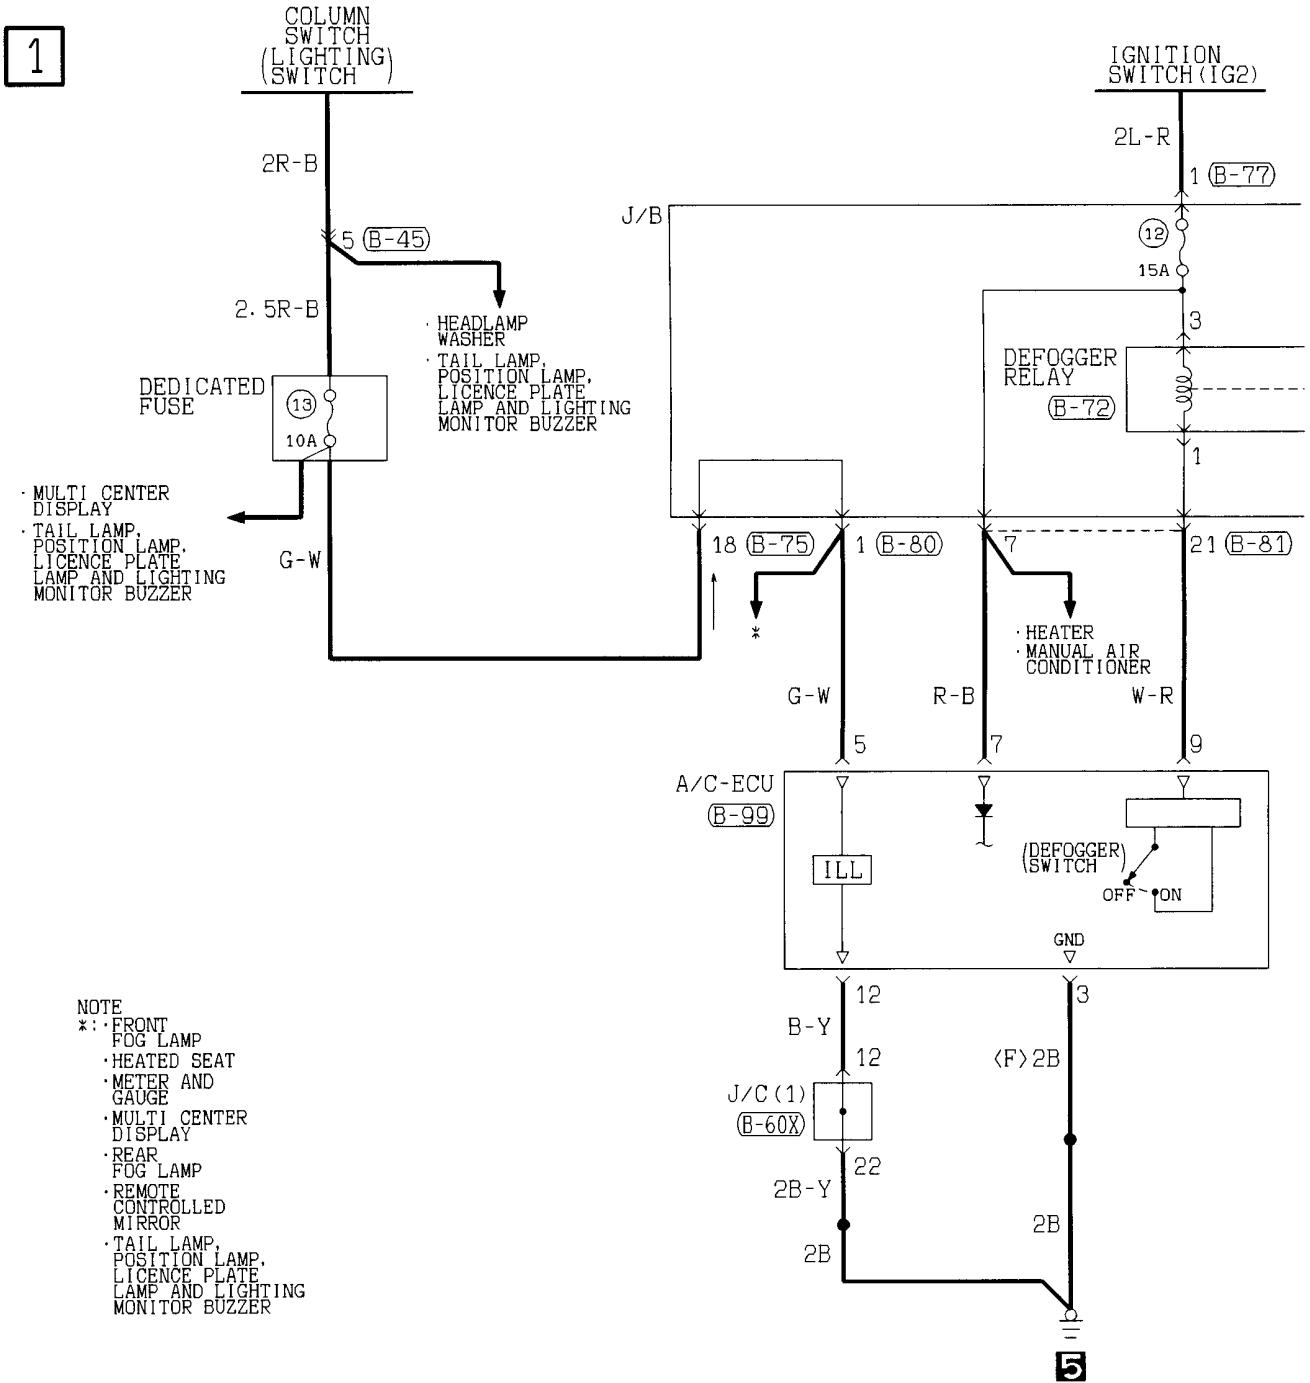 1
COLUMN
SWITCH
(LIGHTING
SWITCH)
IGNITION
SWITCH(IG2)
2R-B
2L-R
1 (B-77)
J/B
5 (B-45)
12
15A
2.5R-B
· HEADLAMP
WASHER
· TAIL LAMP,
POSITION LAMP,
LICENCE PLATE
LAMP AND LIGHTING
MONITOR BUZZER
3
DEFOGGER
RELAY
(B-72)
1
DEDICATED
FUSE
13
10A
· MULTI CENTER
DISPLAY
· TAIL LAMP,
POSITION LAMP,
LICENCE PLATE
LAMP AND LIGHTING
MONITOR BUZZER
G-W
18 (B-75)
1 (B-80)
7
21 (B-81)
*
· HEATER
· MANUAL AIR
CONDITIONER
G-W
R-B
W-R
5
7
9
A/C-ECU
(B-99)
ILL
(DEFOGGER
SWITCH)
OFF
ON
GND
12
3
B-Y
<F>2B
12
J/C(1)
(B-60X)
22
2B-Y
2B
2B
5
NOTE
*:·FRONT
FOG LAMP
·HEATED SEAT
·METER AND
GAUGE
·MULTI CENTER
DISPLAY
·REAR
FOG LAMP
·REMOTE
CONTROLLED
MIRROR
·TAIL LAMP,
POSITION LAMP,
LICENCE PLATE
LAMP AND LIGHTING
MONITOR BUZZER